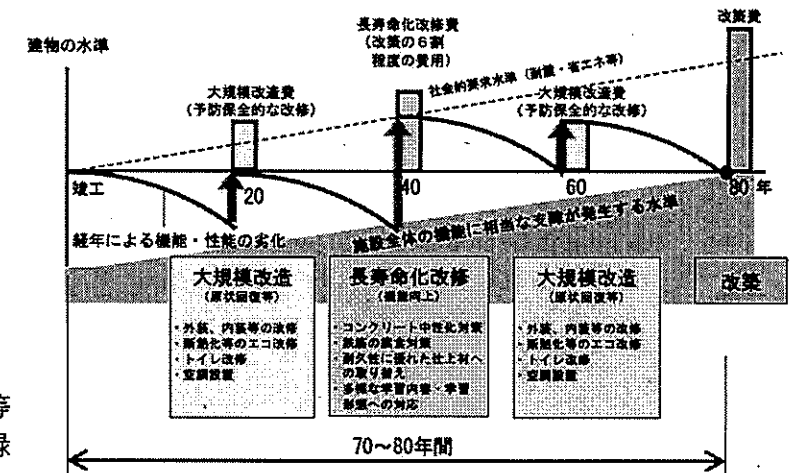 改築費
長寿命化改修費
(改築の6割
程度の費用)
建物の水準
社会的要求水準(耐震・省エネ等)
大規模改造費
(予防保全的な改修)
大規模改造費
(予防保全的な改修)
竣工
20
40
60
80 年
経年による機能・性能の劣化
施設全体の機能に相当な支障が発生する水準
大規模改造
(原状回復等)
・外装、内装等の改修
・断熱化等のエコ改修
・トイレ改修
・空調設置
長寿命化改修
(機能向上)
・コンクリート中性化対策
・鉄筋の腐食対策
・耐久性に優れた仕上材へ
の取り替え
・多様な学習内容・学習
形態への対応
大規模改造
(原状回復等)
・外装、内装等の改修
・断熱化等のエコ改修
・トイレ改修
・空調設置
改築
等
録
70~80年間